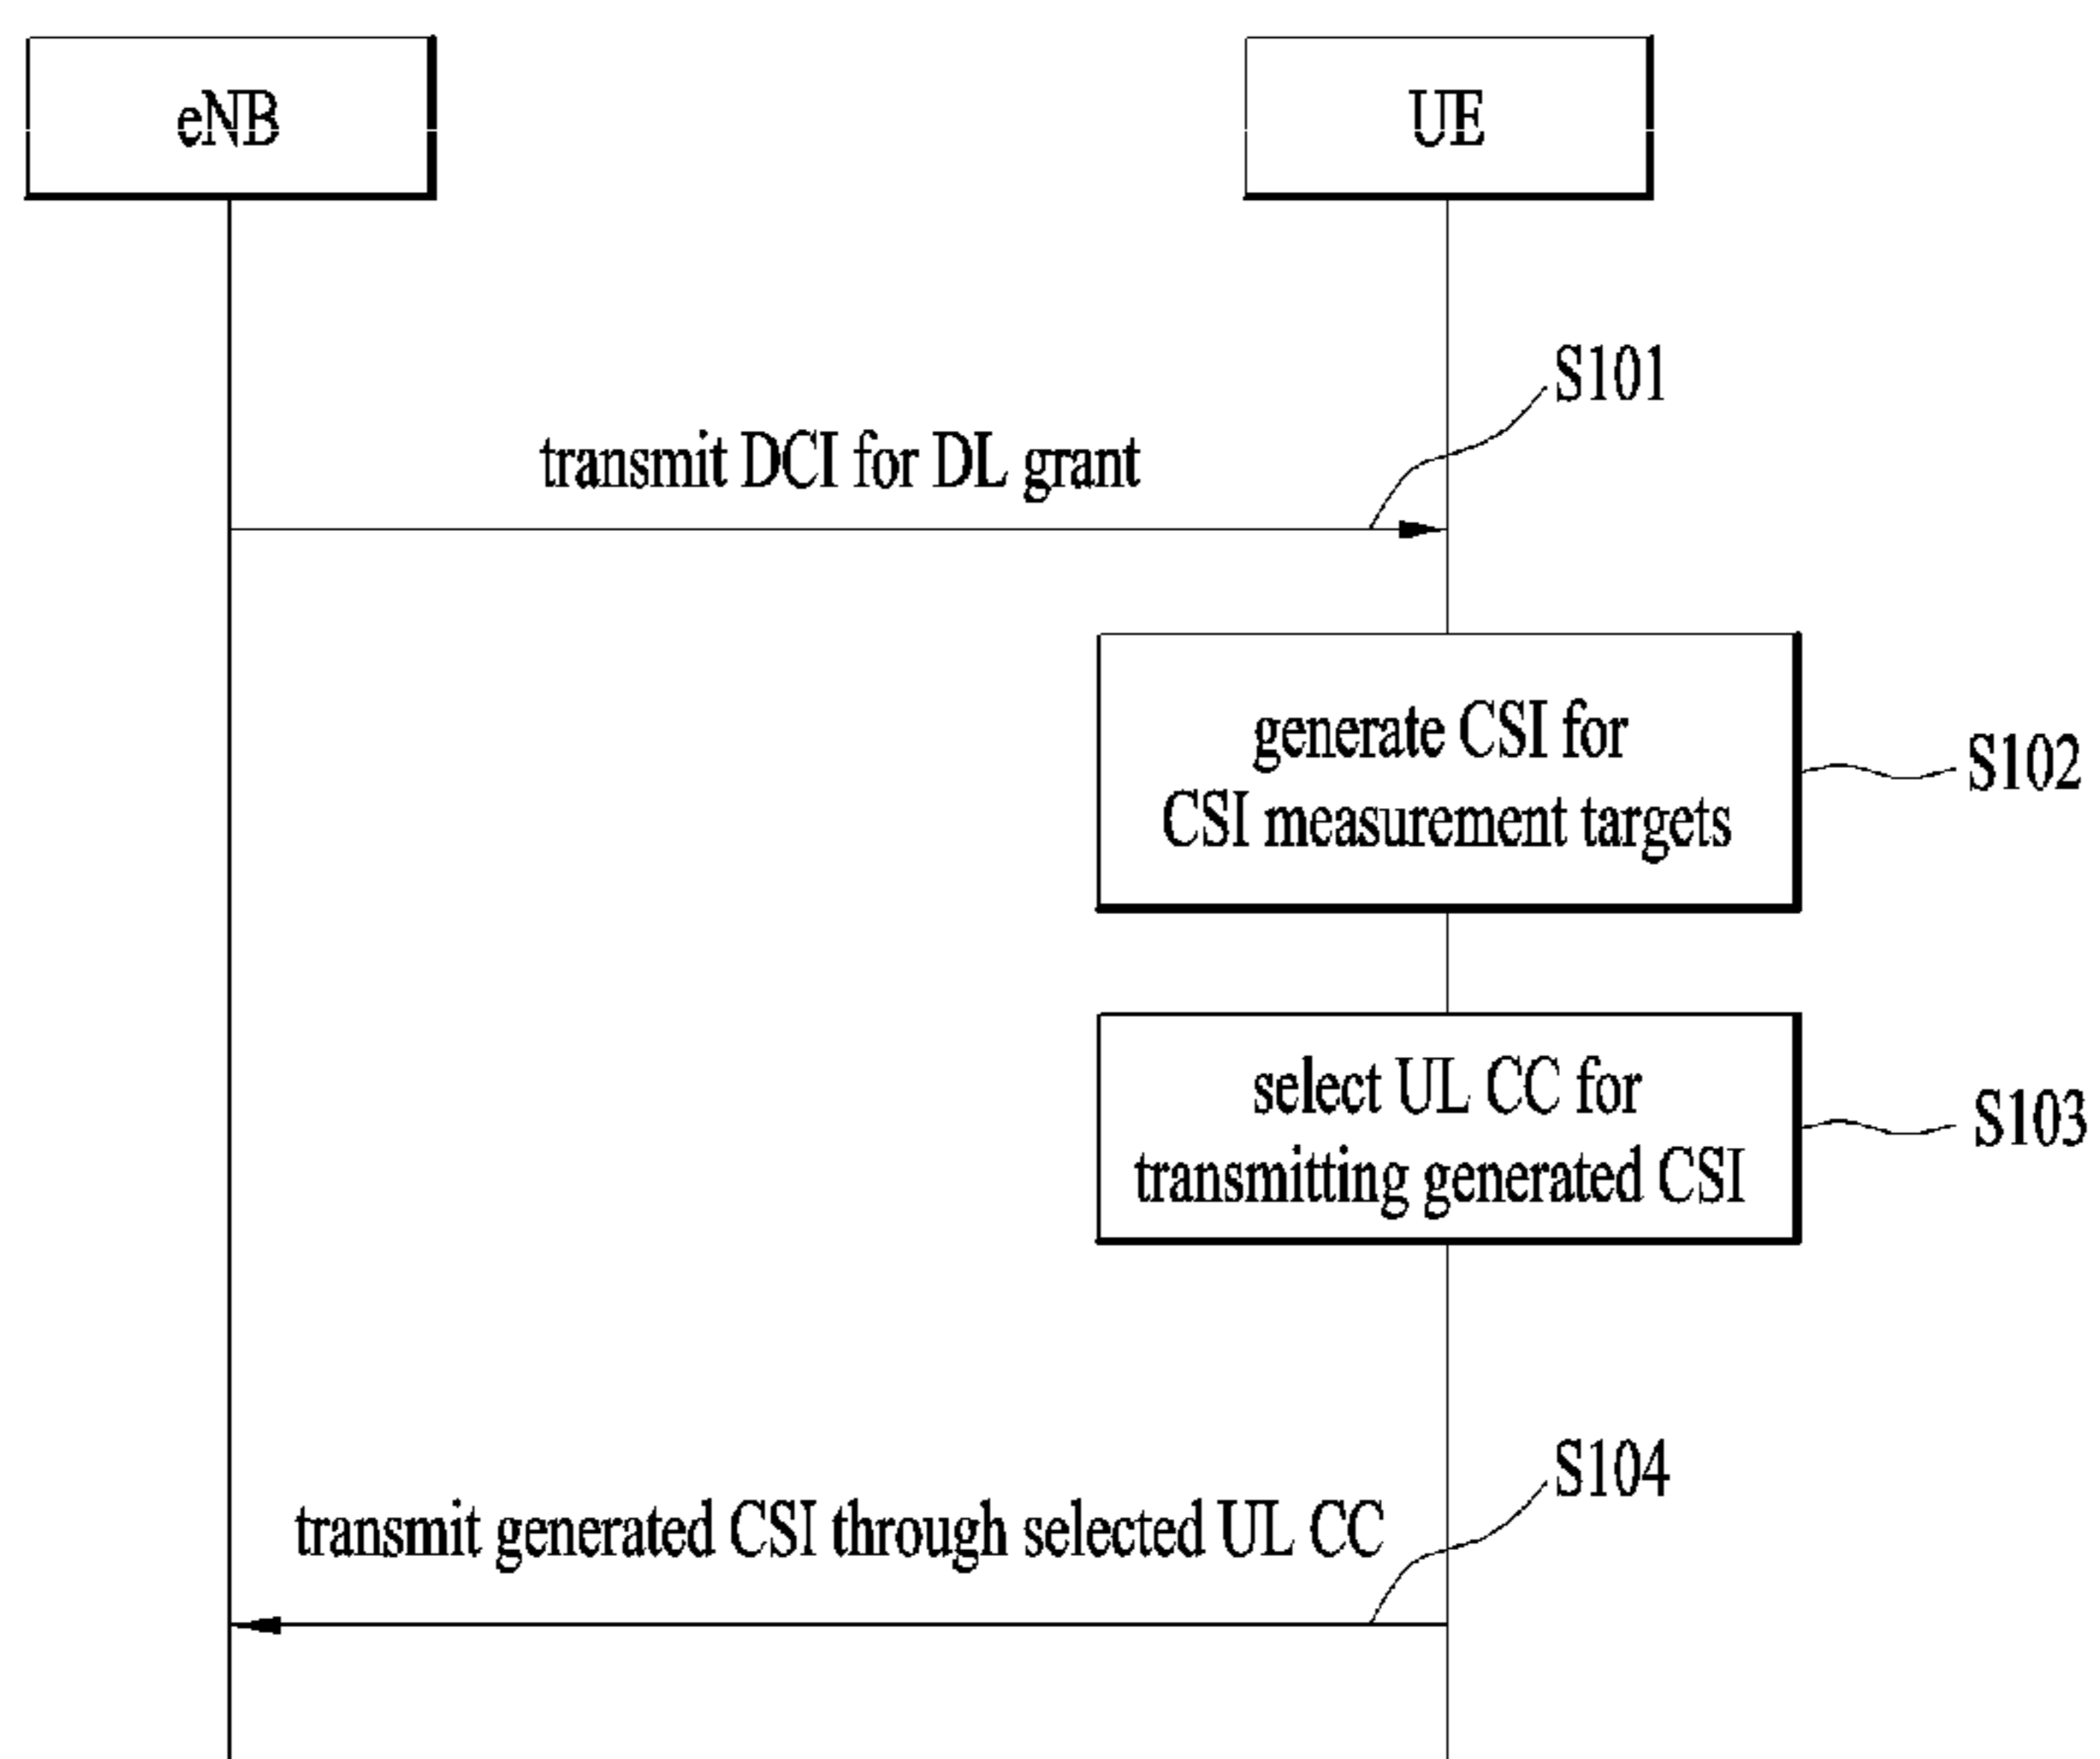 eNB
UE
S101
transmit DCI for DL grant
generate CSI for
CSI measurement targets
S102
select UL CC for
transmitting generated CSI
S103
S104
transmit generated CSI through selected UL CC